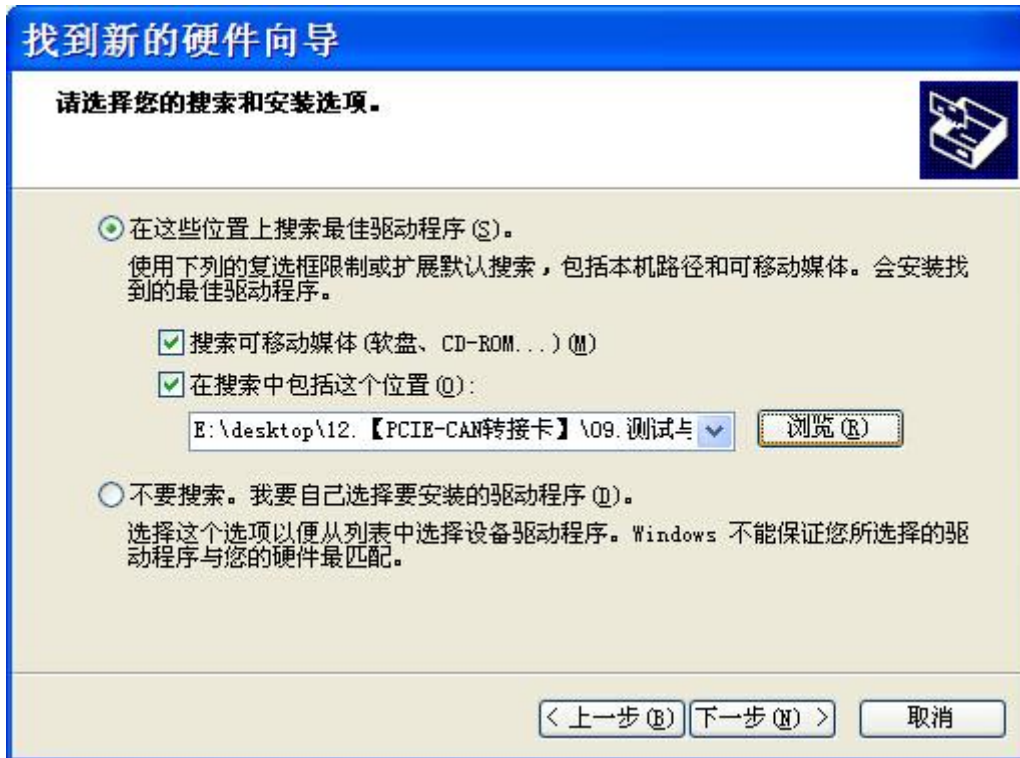 找到新的硬件向导
请选择您的搜索和安装选项。
在这些位置上搜索最佳驱动程序(S)。
使用下列的复选框限制或扩展默认搜索，包括本机路径和可移动媒体。会安装找
到的最佳驱动程序。
搜索可移动媒体(软盘、CD-ROM...)(M)
在搜索中包括这个位置(O):
E:\desktop\12.【PCIE-CAN转接卡】\09.测试与
浏览(R)
不要搜索。我要自己选择要安装的驱动程序(D)。
选择这个选项以便从列表中选择设备驱动程序。Windows 不能保证您所选择的驱
动程序与您的硬件最匹配。
< 上一步(B) 下一步(N) > 取消